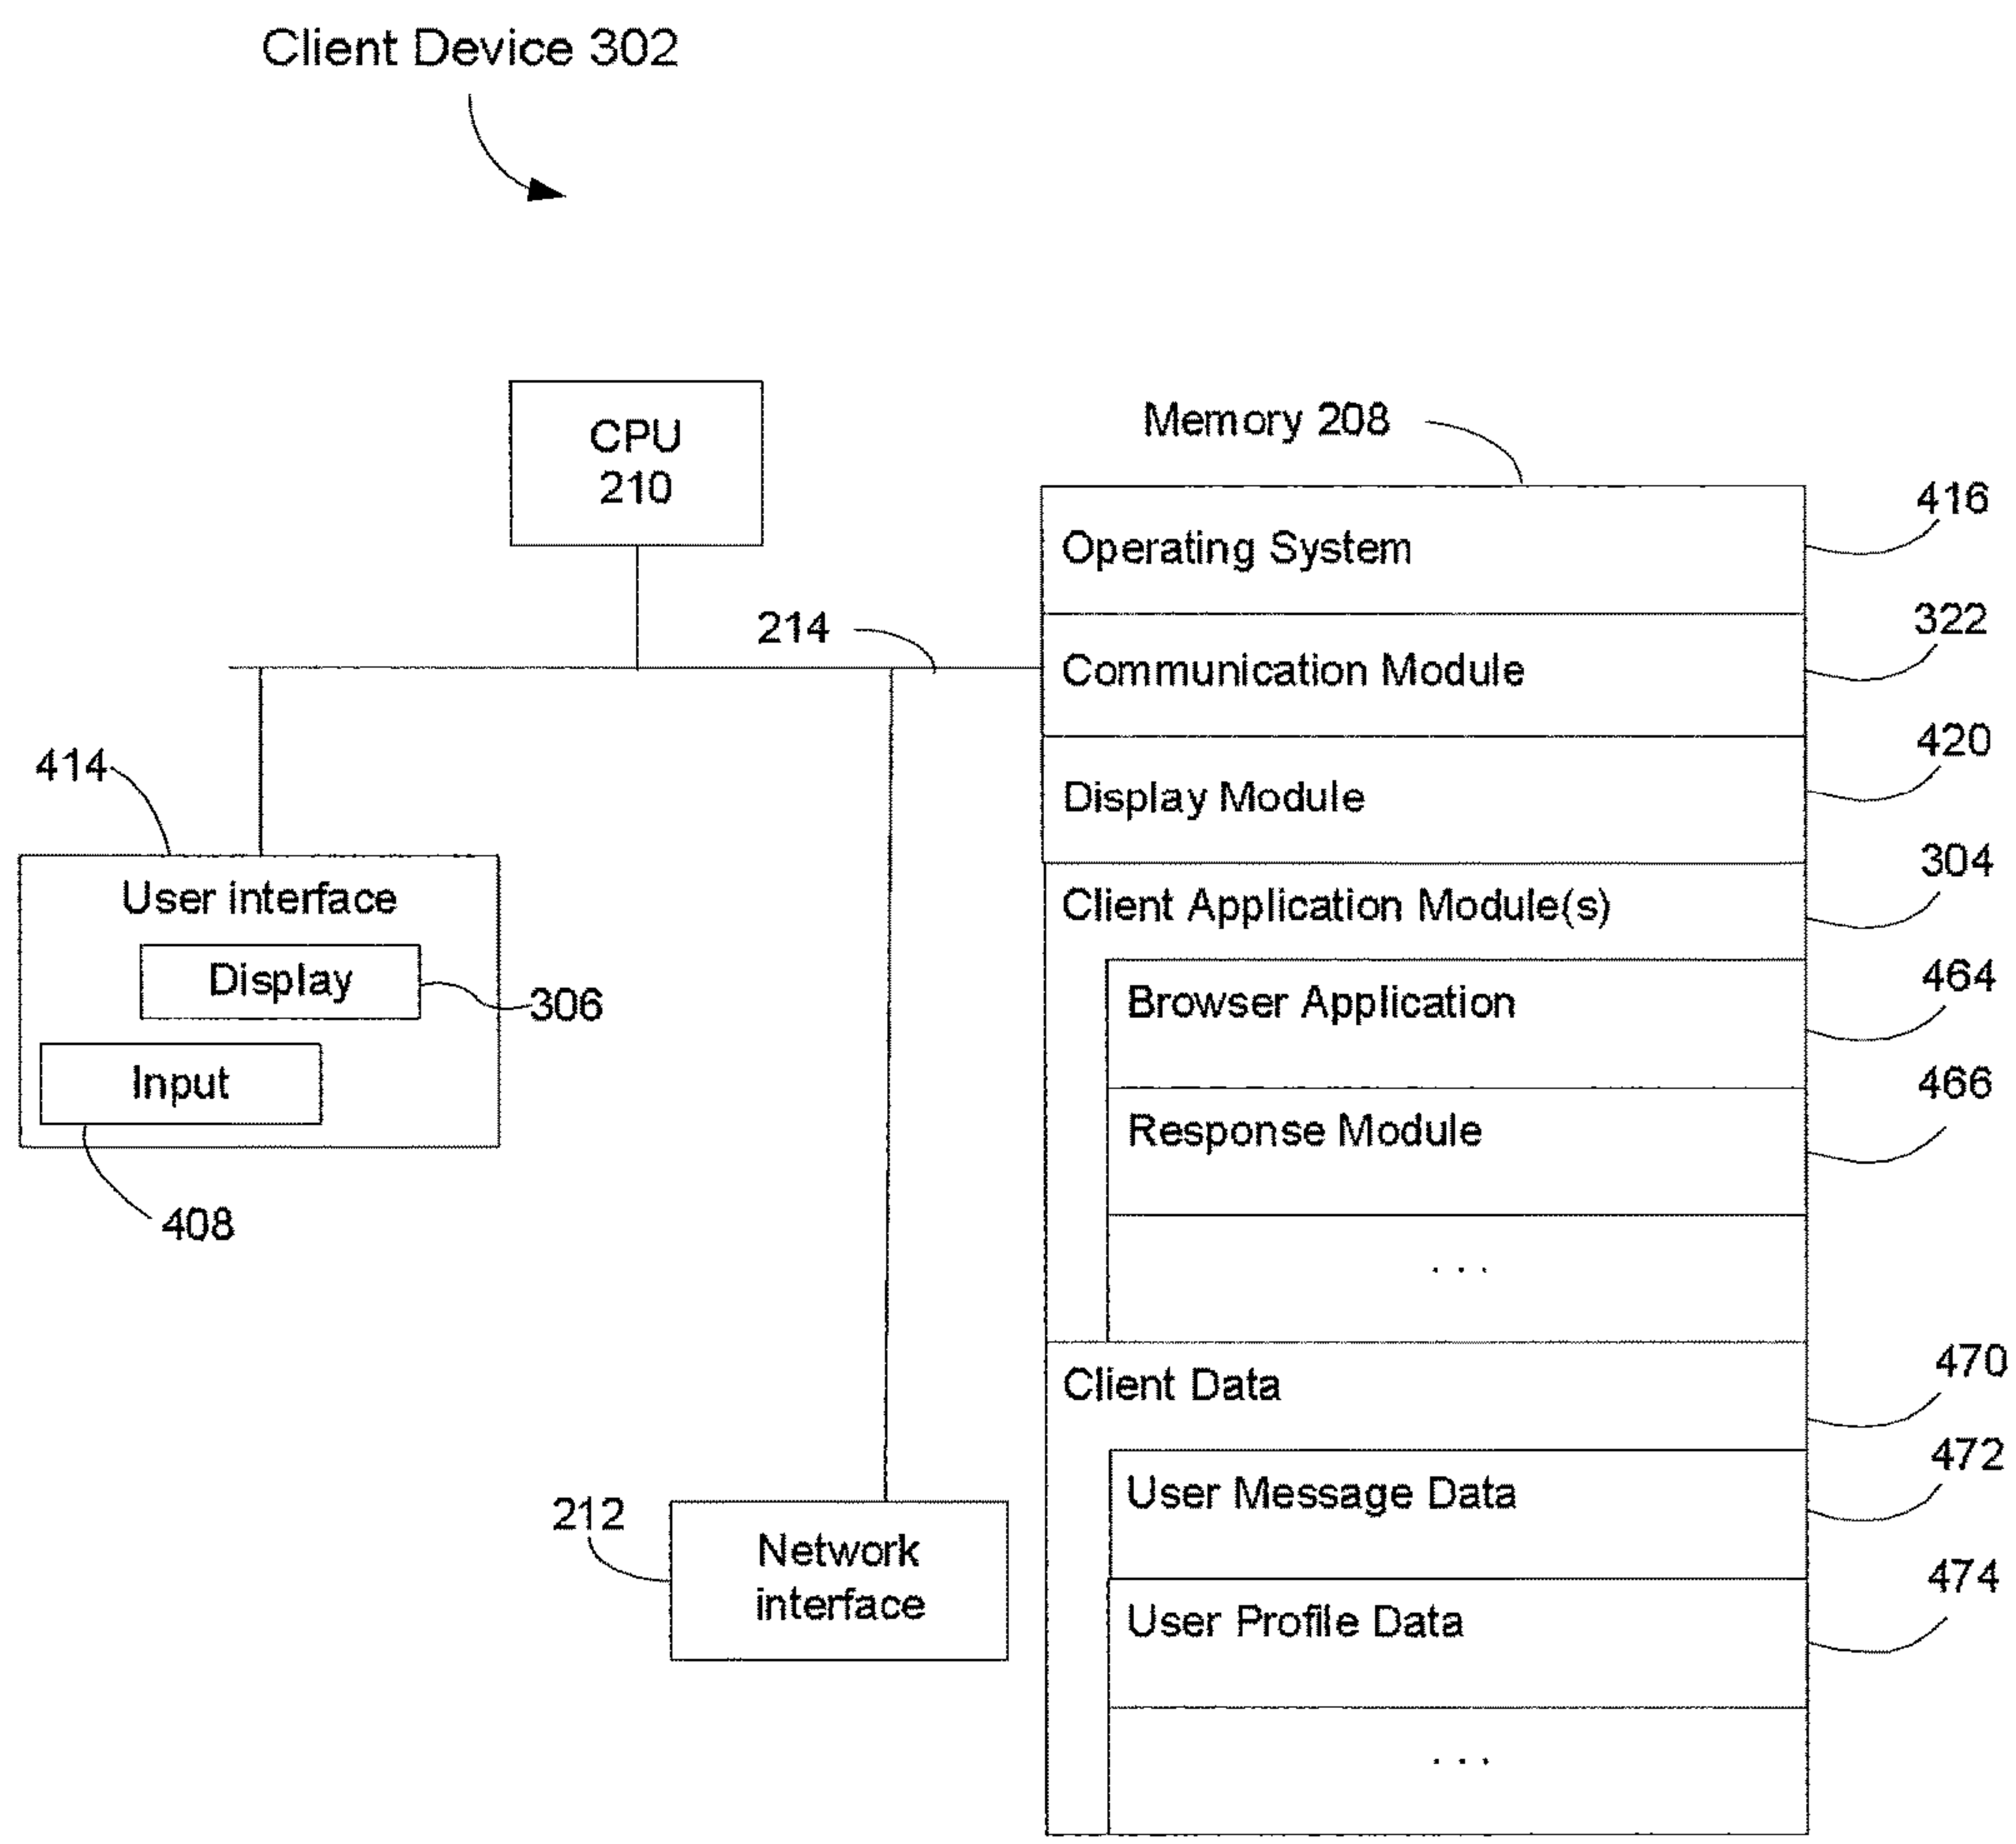 Client Device 302
CPU
210
Memory 208
Operating System
416
214
Communication Module
322
Display Module
420
414
User interface
Display
306
Input
408
Client Application Module(s)
304
Browser Application
464
Response Module
466
. . .
Client Data
470
User Message Data
472
212
Network
interface
User Profile Data
474
. . .